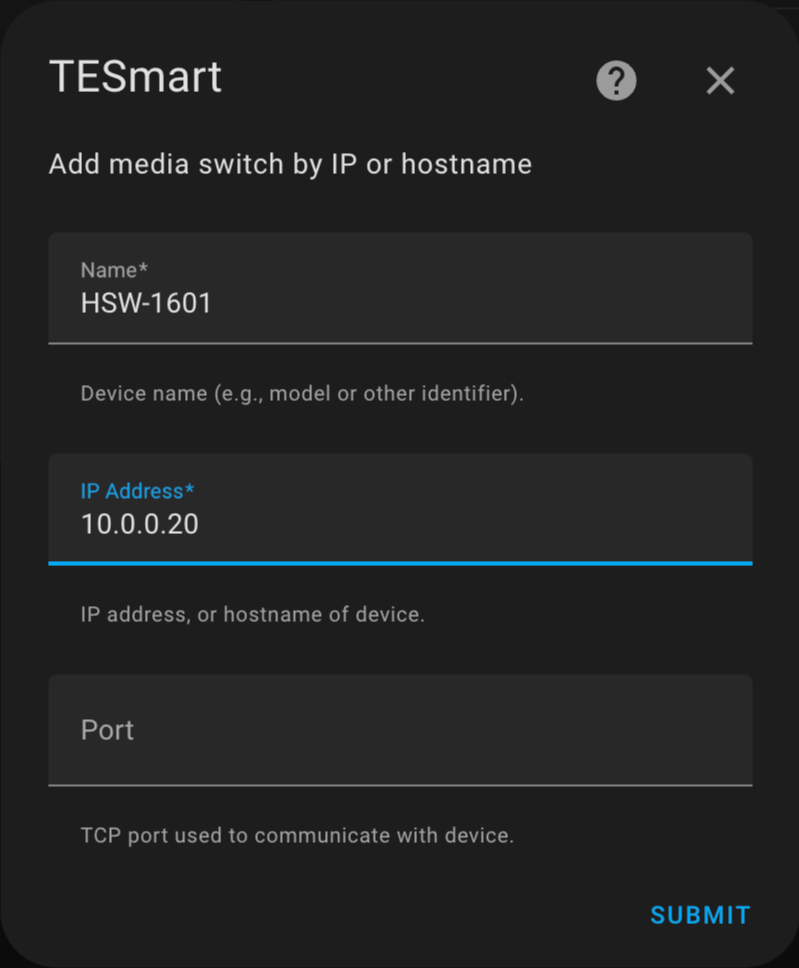 TESmart
Add media switch by IP or hostname
Name*
HSW-1601
Device name (e.g., model or other identifier).
IP Address*
10.0.0.20
IP address, or hostname of device.
Port
TCP port used to communicate with device.
SUBMIT